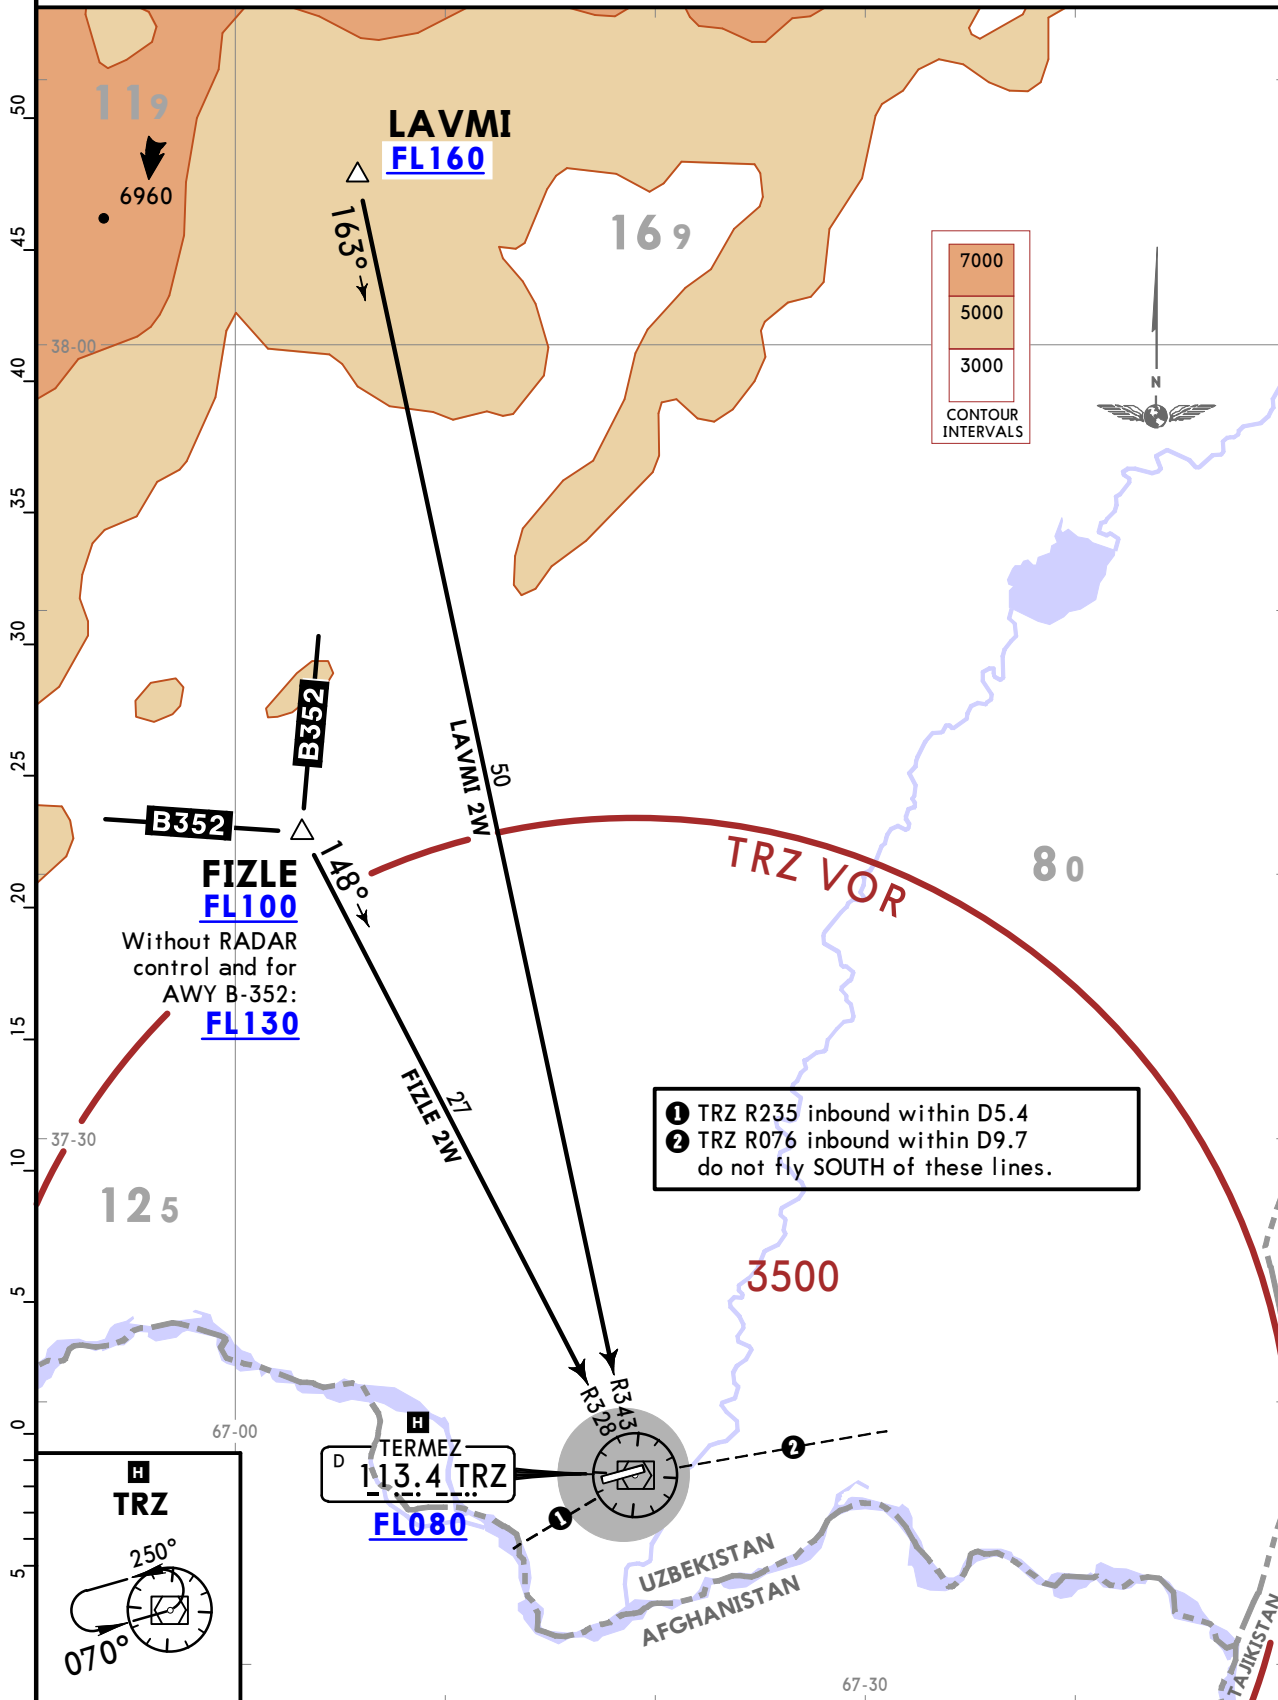 50
45
40
35
30
25
20
15
10
5
0
5
119
6960
LAVMI
FL160
163°
169
7000
5000
3000
CONTOUR
INTERVALS
N
38-00
B352
B352
FIZLE
FL100
Without RADAR
control and for
AWY B-352:
FL130
148°
LAVMI 2W
50
TRZ VOR
80
FIZLE 2W
27
1 TRZ R235 inbound within D5.4
2 TRZ R076 inbound within D9.7
do not fly SOUTH of these lines.
37-30
125
3500
R328
R343
67-00
H
TERMEZ
D 113.4 TRZ
FL080
1
2
UZBEKISTAN
AFGHANISTAN
TAJIKISTAN
67-30
H
TRZ
250°
070°